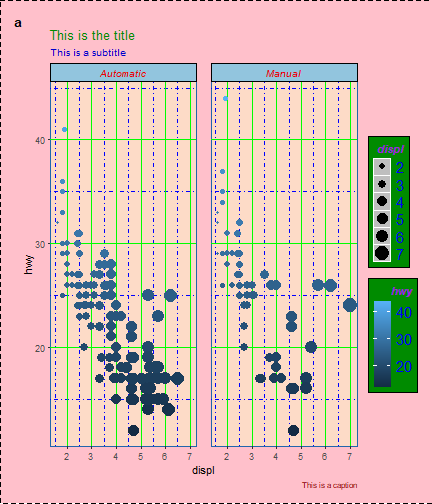 a
This is the title
This is a subtitle
Automatic
Manual
hwy
40
30
20
2 3 4 5 6 7
2 3 4 5 6 7
displ
displ
2
3
4
5
6
7
hwy
40
30
20
This is a caption